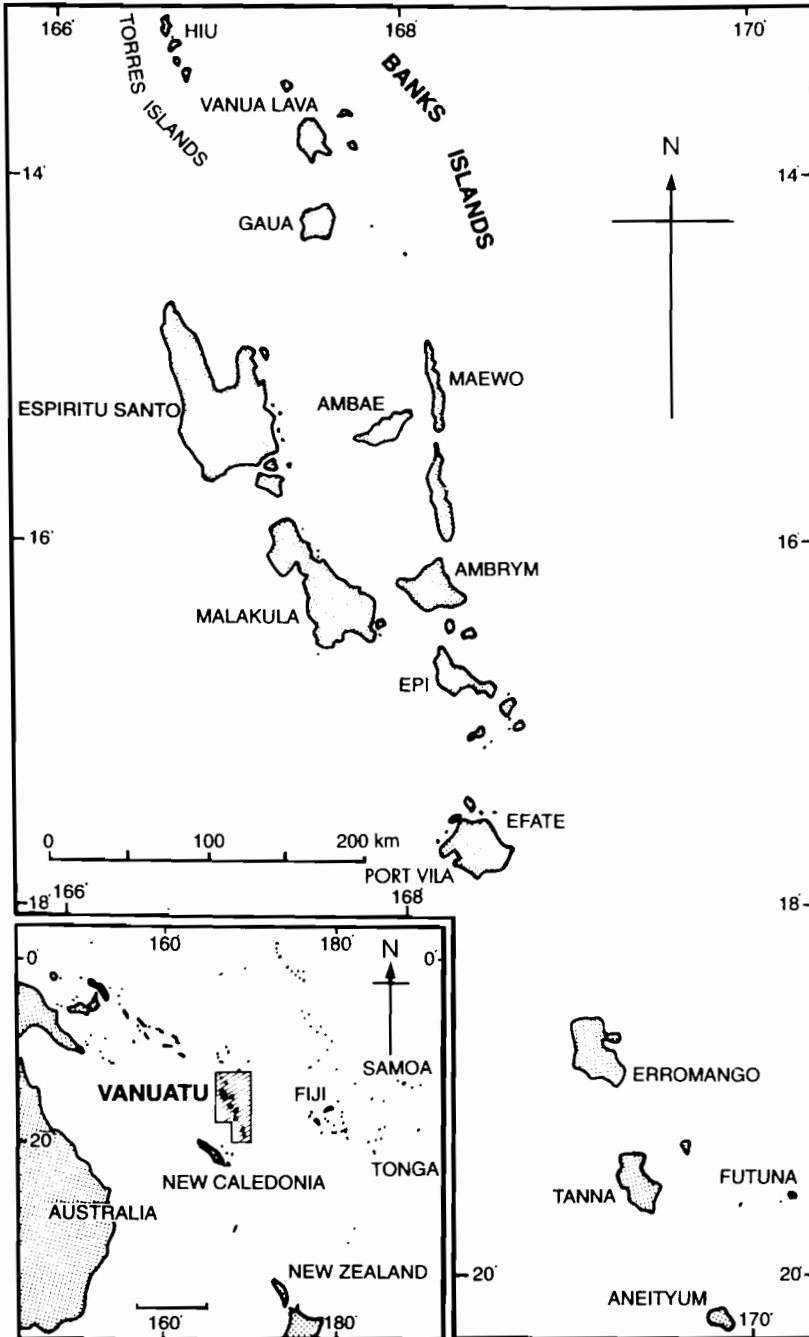 166'
168'
170'
HIU
TORRES ISLANDS
BANKS ISLANDS
VANUA LAVA
N
14'
14'
GAUA
MAEWO
ESPIRITU SANTO
AMBAE
16'
16'
AMBRYM
MALAKULA
EPI
EFATE
0 100 200 km
PORT VILA
18'
166'
168'
18'
160'
180'
N
0'
0'
SAMOA
VANUATU
FIJI
ERROMANGO
20'
TONGA
NEW CALEDONIA
TANNA
FUTUNA
AUSTRALIA
NEW ZEALAND
20'
20'
ANEITYUM
160'
180'
170'